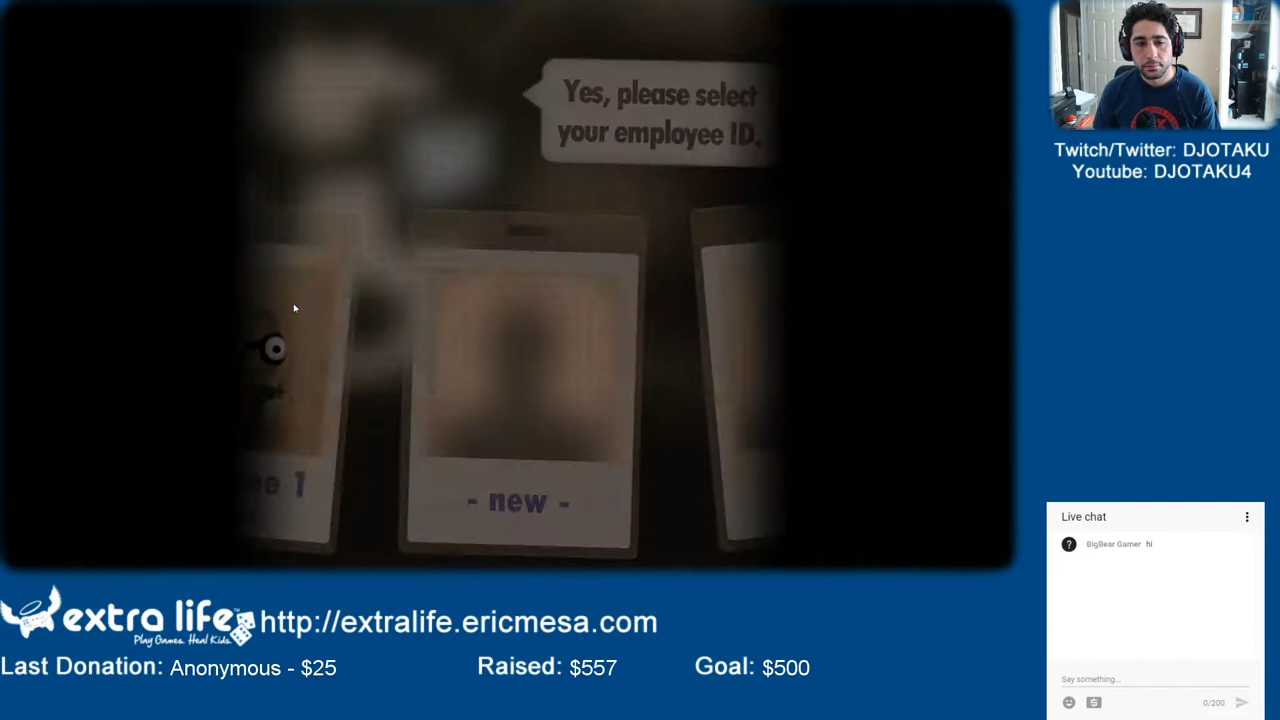 Yes, please select
your employee ID.
- new -
1
Twitch/Twitter: DJOTAKU
Youtube: DJOTAKU4
Live chat
BigBear Gamer hi
Say something...
0/200
extra life
Play Games. Heal Kids.
http://extralife.ericmesa.com
Last Donation: Anonymous - $25
Raised: $557
Goal: $500